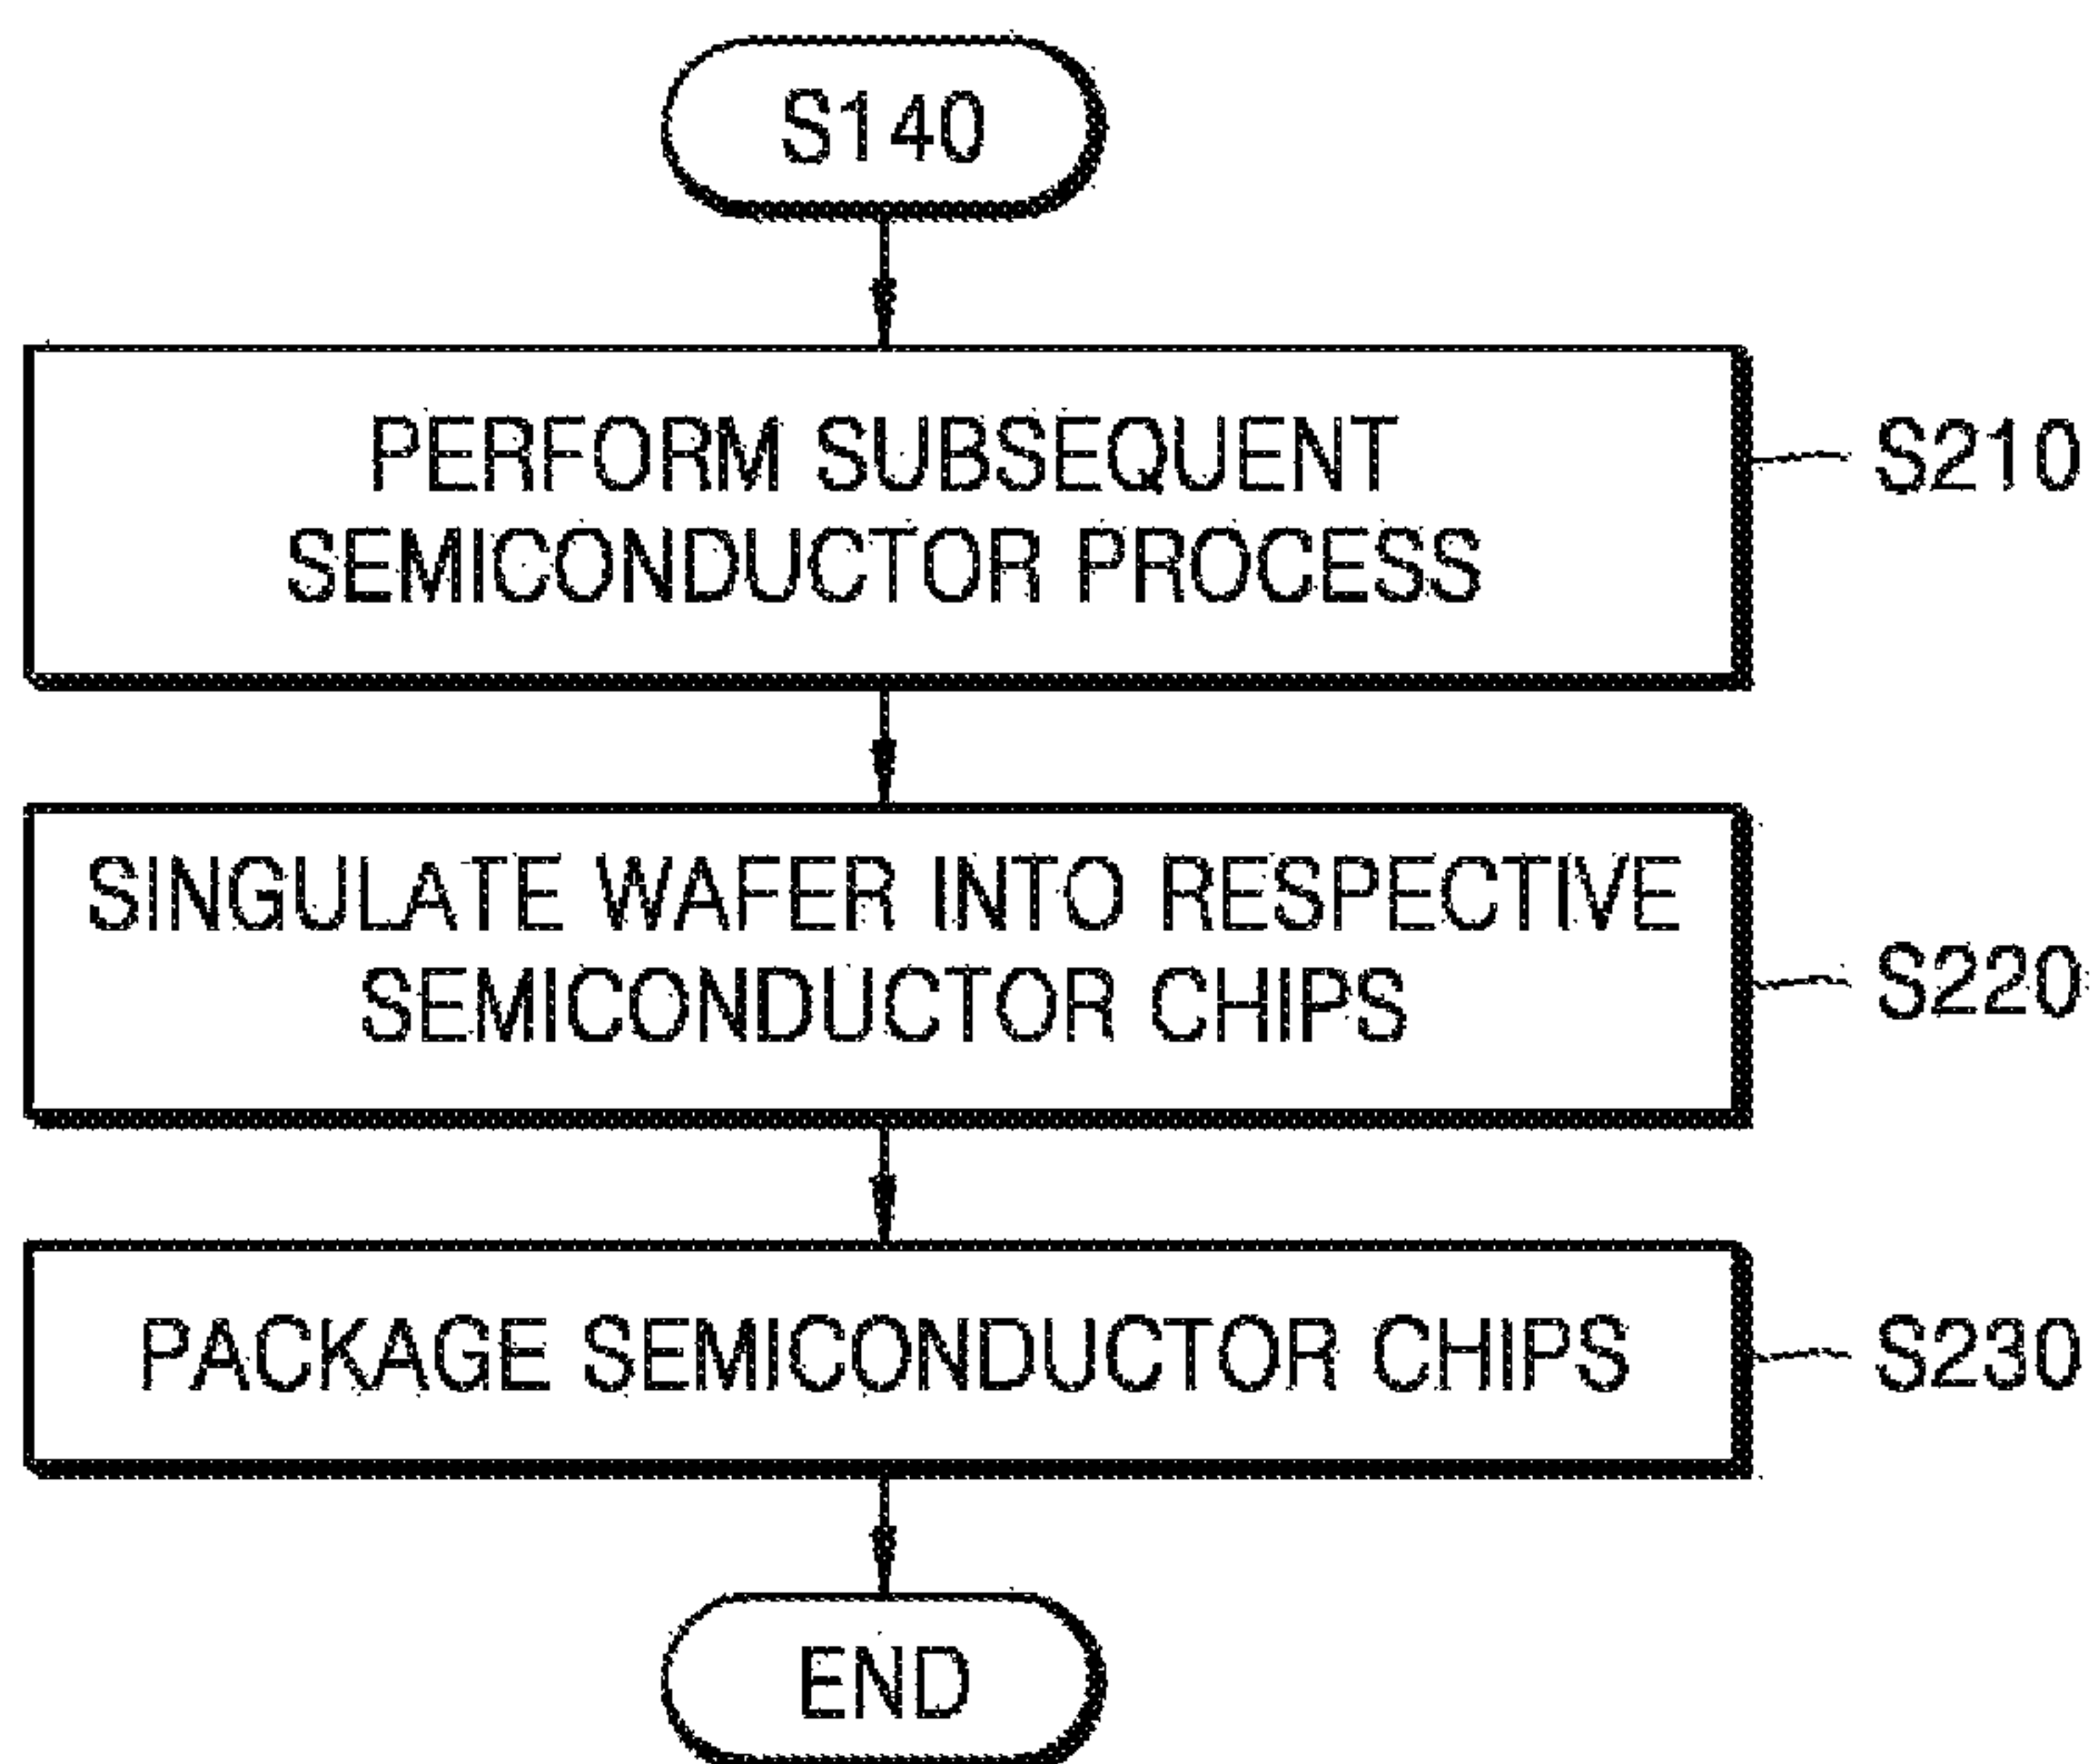 S140
PERFORM SUBSEQUENT
SEMICONDUCTOR PROCESS
S210
SINGULATE WAFER INTO RESPECTIVE
SEMICONDUCTOR CHIPS
S220
PACKAGE SEMICONDUCTOR CHIPS
S230
END